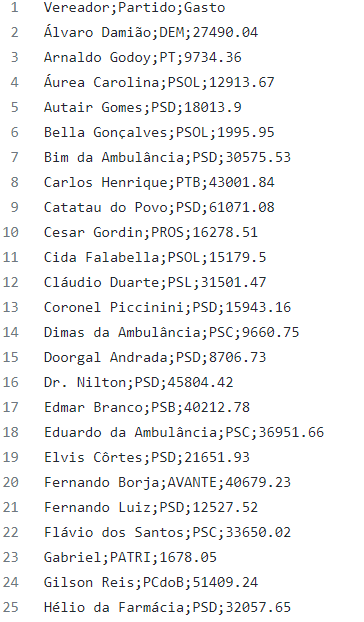 1 Vereador;Partido;Gasto
2 Álvaro Damião;DEM;27490.04
3 Arnaldo Godoy;PT;9734.36
4 Áurea Carolina;PSOL;12913.67
5 Autair Gomes;PSD;18013.9
6 Bella Gonçalves;PSOL;1995.95
7 Bim da Ambulância;PSD;30575.53
8 Carlos Henrique;PTB;43001.84
9 Catatau do Povo;PSD;61071.08
10 Cesar Gordin;PROS;16278.51
11 Cida Falabella;PSOL;15179.5
12 Cláudio Duarte;PSL;31501.47
13 Coronel Piccinini;PSD;15943.16
14 Dimas da Ambulância;PSC;9660.75
15 Doorgal Andrada;PSD;8706.73
16 Dr. Nilton;PSD;45804.42
17 Edmar Branco;PSB;40212.78
18 Eduardo da Ambulância;PSC;36951.66
19 Elvis Côrtes;PSD;21651.93
20 Fernando Borja;AVANTE;40679.23
21 Fernando Luiz;PSD;12527.52
22 Flávio dos Santos;PSC;33650.02
23 Gabriel;PATRI;1678.05
24 Gilson Reis;PCdoB;51409.24
25 Hélio da Farmácia;PSD;32057.65